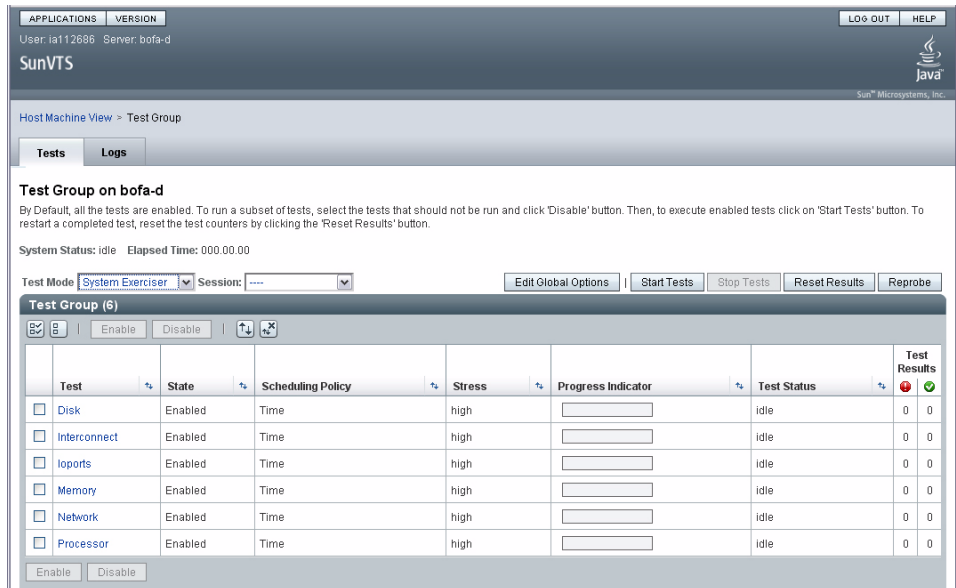 APPLICATIONS VERSION LOG OUT HELP
User: ia112686 Server: bofa-d
SunVTS
Java™
Sun™ Microsystems, Inc.
Host Machine View > Test Group
Tests Logs
Test Group on bofa-d
By Default, all the tests are enabled. To run a subset of tests, select the tests that should not be run and click 'Disable' button. Then, to execute enabled tests click on 'Start Tests' button. To
restart a completed test, reset the test counters by clicking the 'Reset Results' button.
System Status: idle Elapsed Time: 000.00.00
Test Mode System Exerciser Session: ---- Edit Global Options | Start Tests Stop Tests Reset Results Reprobe
Test Group (6)
Enable Disable
Test
Results
Test State Scheduling Policy Stress Progress Indicator Test Status
Disk Enabled Time high idle 0 0
Interconnect Enabled Time high idle 0 0
Ioports Enabled Time high idle 0 0
Memory Enabled Time high idle 0 0
Network Enabled Time high idle 0 0
Processor Enabled Time high idle 0 0
Enable Disable